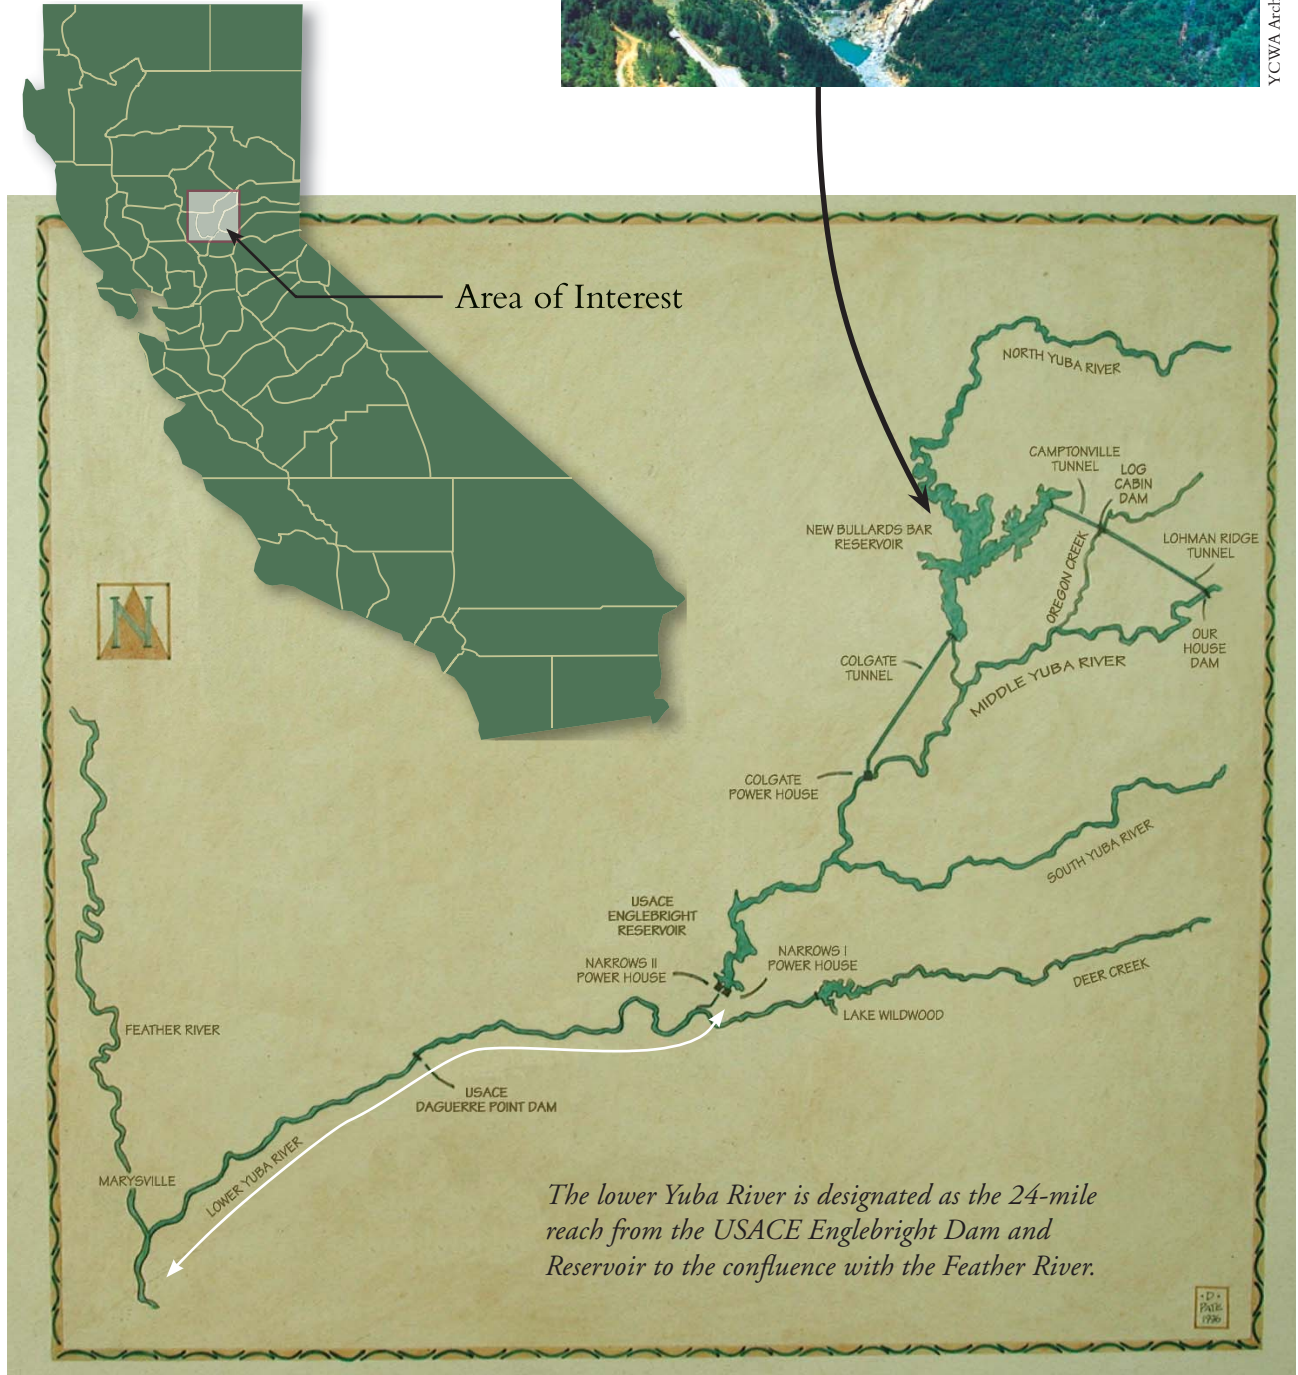 YCWA Arch
Area of Interest
NORTH YUBA RIVER
CAMPTONVILLE
TUNNEL
LOG
CABIN
DAM
NEW BULLARDS BAR
RESERVOIR
LOHMAN RIDGE
TUNNEL
OREGON CREEK
N
OUR
HOUSE
DAM
COLGATE
TUNNEL
MIDDLE YUBA RIVER
COLGATE
POWER HOUSE
SOUTH YUBA RIVER
USACE
ENGLEBRIGHT
RESERVOIR
NARROWS II
POWER HOUSE
NARROWS I
POWER HOUSE
DEER CREEK
LAKE WILDWOOD
FEATHER RIVER
USACE
DAGUERRE POINT DAM
MARYSVILLE
LOWER YUBA RIVER
The lower Yuba River is designated as the 24-mile
reach from the USACE Englebright Dam and
Reservoir to the confluence with the Feather River.
·D·
PATE
1996